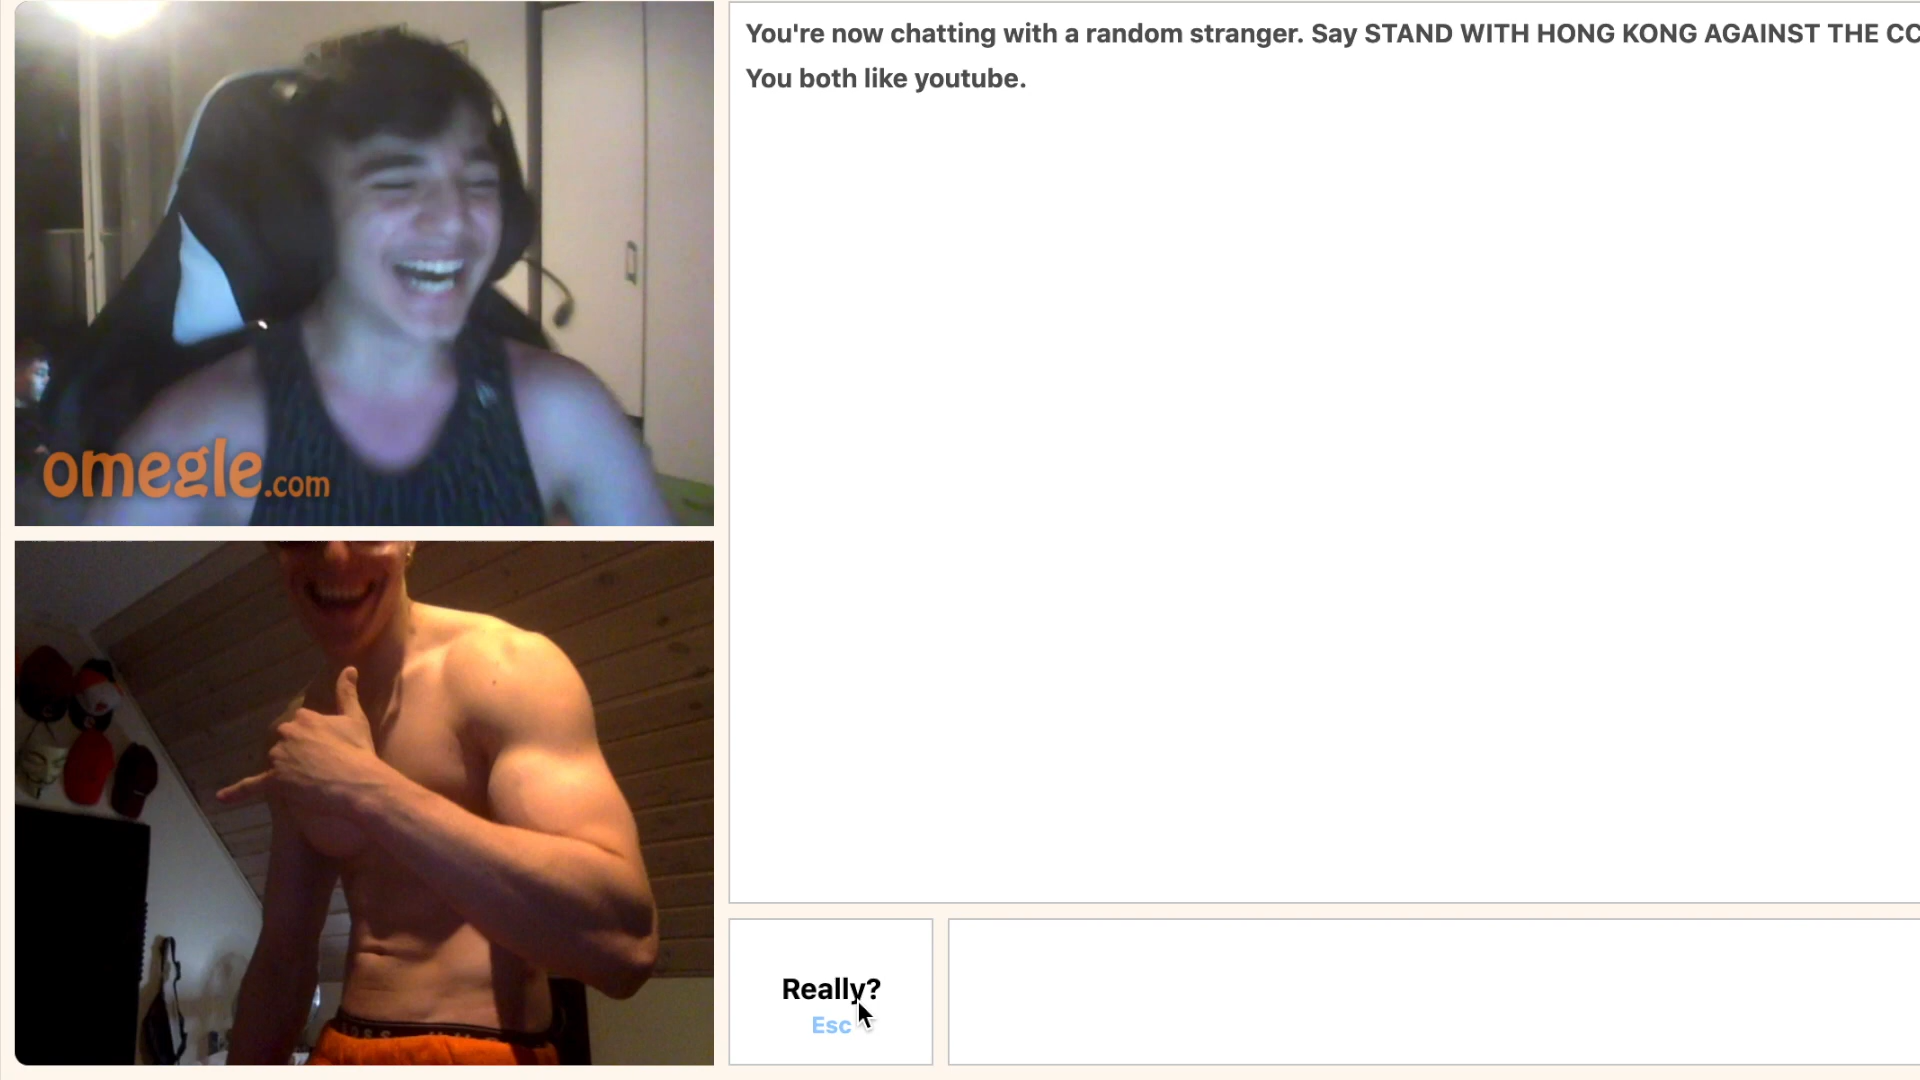 You're now chatting with a random stranger. Say STAND WITH HONG KONG AGAINST THE CC
You both like youtube.
omegle.com
Really?
Esc